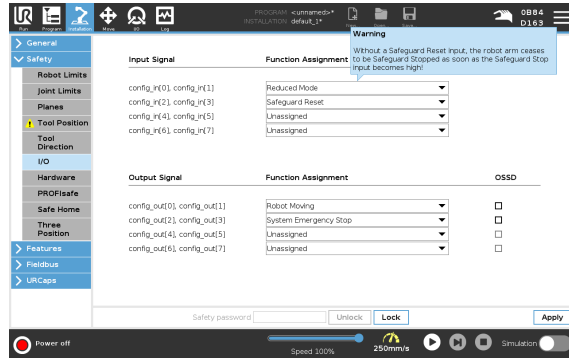 PROGRAM <unnamed>*
INSTALLATION default_1*
0B84
D163
Run
Program
Installation
Move
I/O
Log
Warning
Without a Safeguard Reset input, the robot arm ceases
to be Safeguard Stopped as soon as the Safeguard Stop
input becomes high!
General
Safety
Robot Limits
Joint Limits
Planes
Tool Position
Tool
Direction
I/O
Hardware
PROFIsafe
Safe Home
Three
Position
Features
Fieldbus
URCaps
Input Signal Function Assignment
config_in[0], config_in[1] Reduced Mode
config_in[2], config_in[3] Safeguard Reset
config_in[4], config_in[5] Unassigned
config_in[6], config_in[7] Unassigned
Output Signal Function Assignment OSSD
config_out[0], config_out[1] Robot Moving
config_out[2], config_out[3] System Emergency Stop
config_out[4], config_out[5] Unassigned
config_out[6], config_out[7] Unassigned
Safety password Unlock Lock Apply
Power off
Speed 100%
250mm/s
Simulation